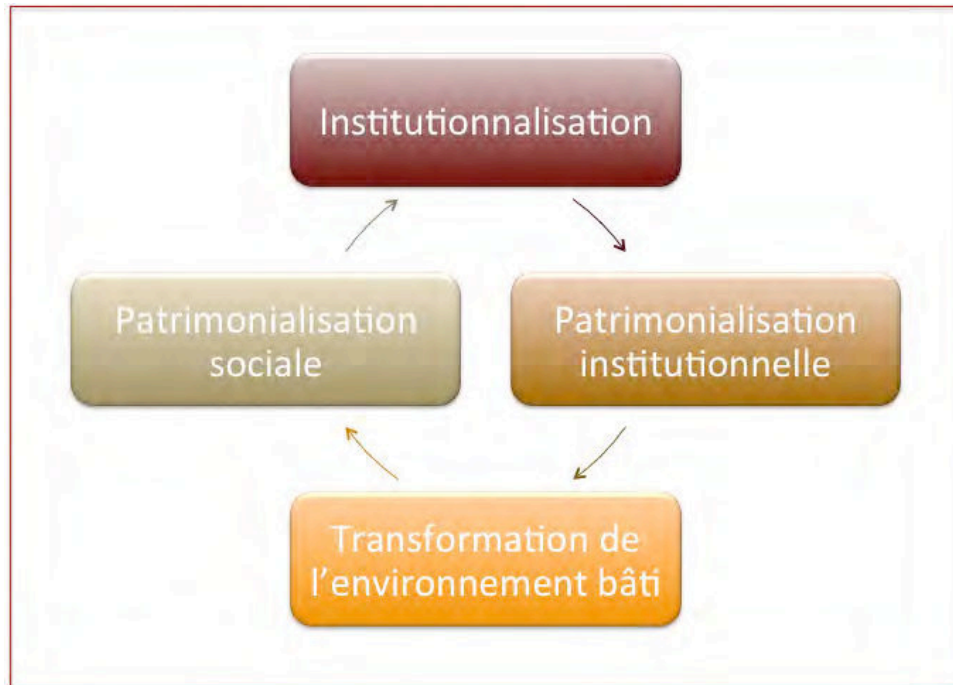 Institutionnalisation
Patrimonialisation
sociale
Patrimonialisation
institutionnelle
Transformation de
l’environnement bâti